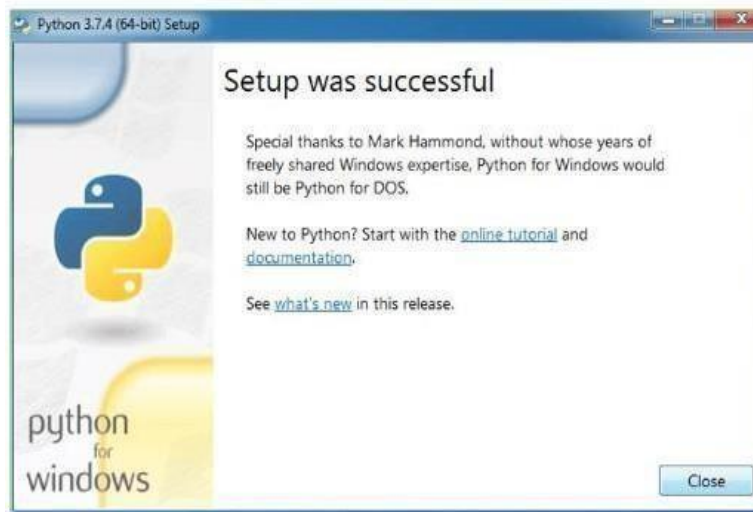 Python 3.7.4 (64-bit) Setup
Setup was successful
Special thanks to Mark Hammond, without whose years of
freely shared Windows expertise, Python for Windows would
still be Python for DOS.
New to Python? Start with the online tutorial and
documentation.
See what's new in this release.
python
for
windows
Close